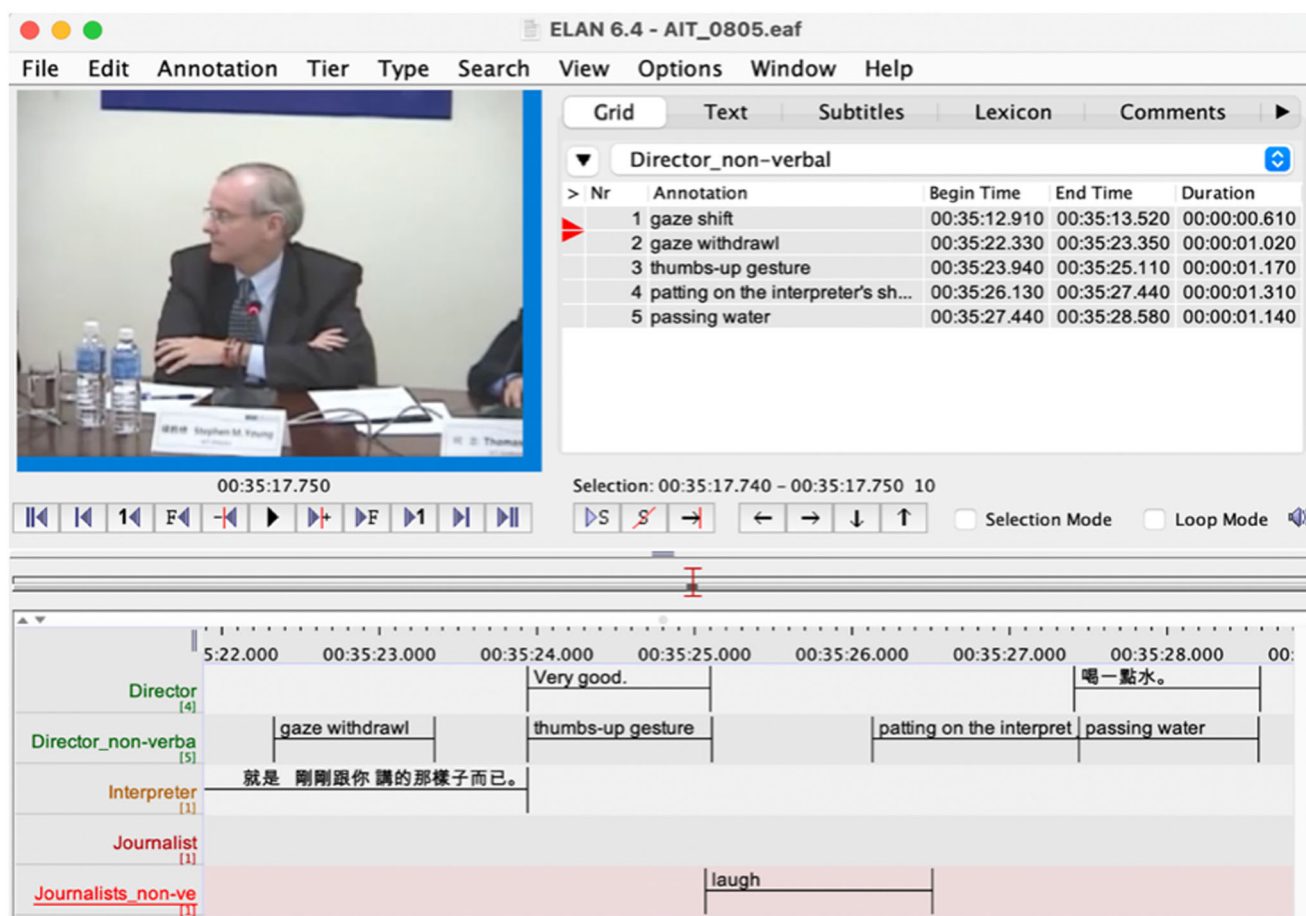 ELAN 6.4 - AIT_0805.eaf
File Edit Annotation Tier Type Search View Options Window Help
Grid Text Subtitles Lexicon Comments
Director_non-verbal
> Nr Annotation Begin Time End Time Duration
1 gaze shift 00:35:12.910 00:35:13.520 00:00:00.610
2 gaze withdrawl 00:35:22.330 00:35:23.350 00:00:01.020
3 thumbs-up gesture 00:35:23.940 00:35:25.110 00:00:01.170
4 patting on the interpreter's sh... 00:35:26.130 00:35:27.440 00:00:01.310
5 passing water 00:35:27.440 00:35:28.580 00:00:01.140
Stephen M. Young
Thomas
00:35:17.750
Selection: 00:35:17.740 - 00:35:17.750 10
1 F F 1 S S Selection Mode Loop Mode
5:22.000 00:35:23.000 00:35:24.000 00:35:25.000 00:35:26.000 00:35:27.000 00:35:28.000 00:
Director Very good. 喝一點水。
[4]
Director_non-verba gaze withdrawl thumbs-up gesture patting on the interpret passing water
[5]
Interpreter 就是 剛剛跟你 講的那樣子而已。
[1]
Journalist
[1]
Journalists_non-ve laugh
[1]